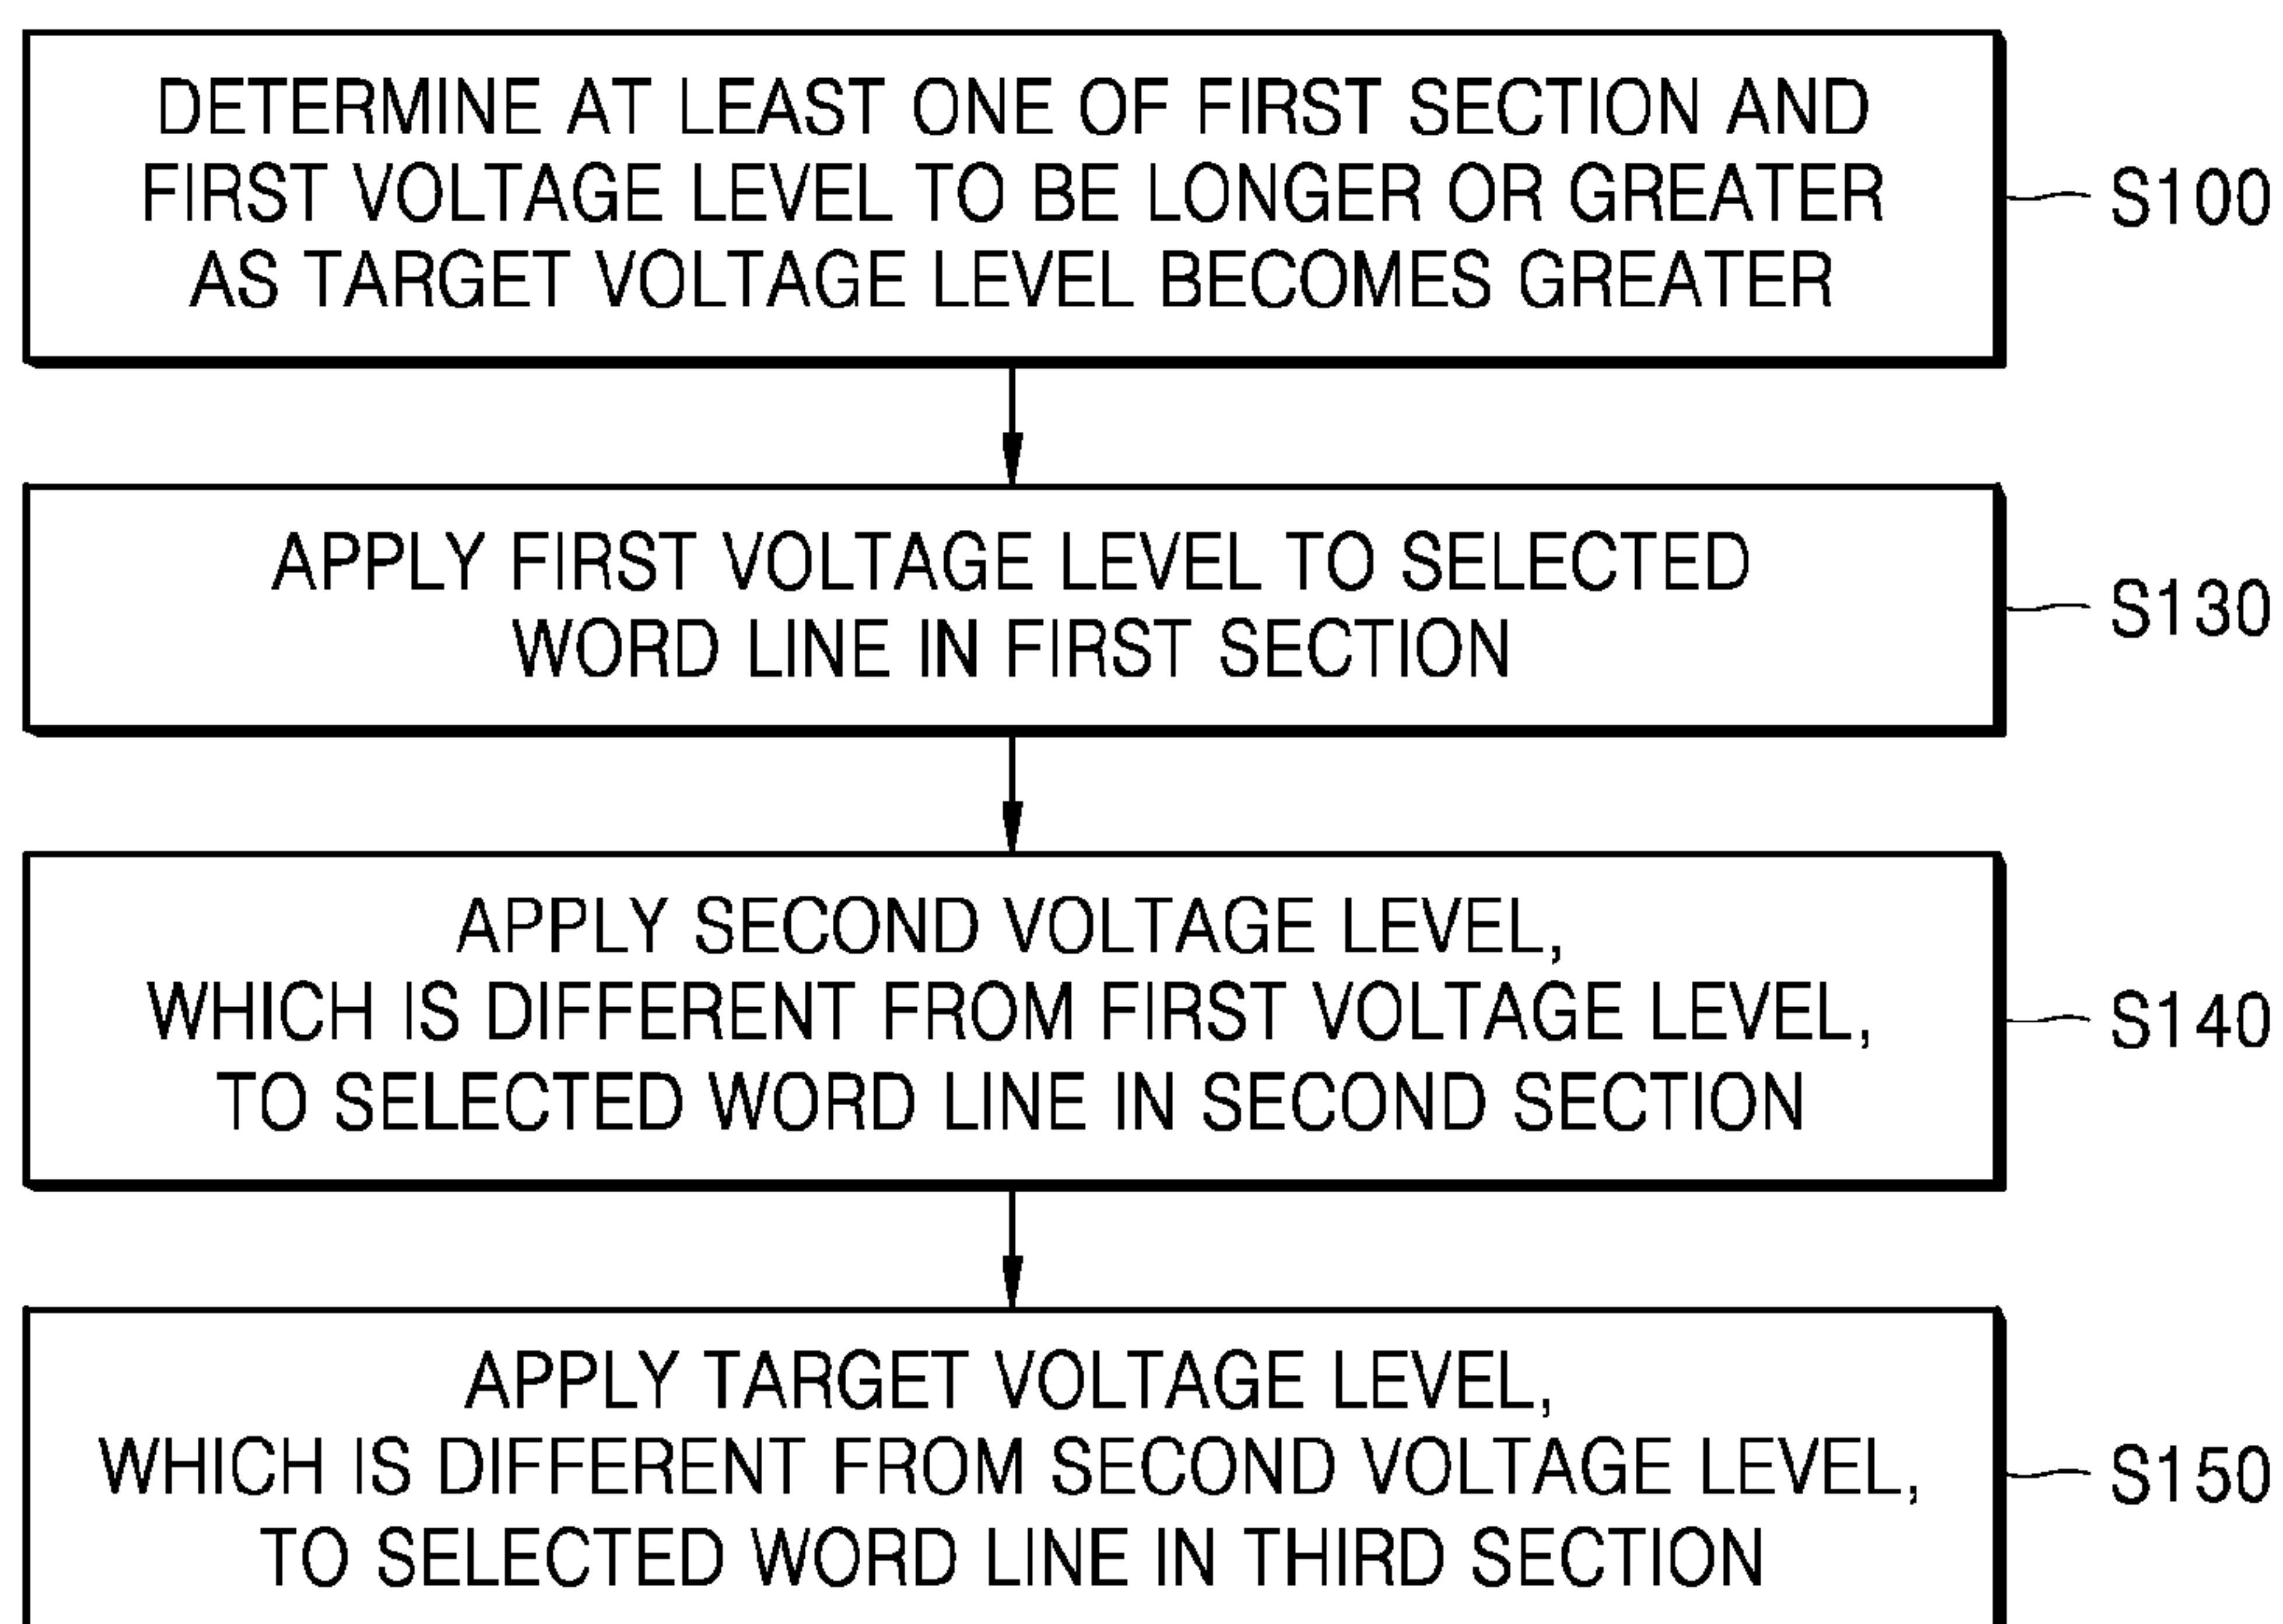 DETERMINE AT LEAST ONE OF FIRST SECTION AND
FIRST VOLTAGE LEVEL TO BE LONGER OR GREATER
AS TARGET VOLTAGE LEVEL BECOMES GREATER
S100
APPLY FIRST VOLTAGE LEVEL TO SELECTED
WORD LINE IN FIRST SECTION
S130
APPLY SECOND VOLTAGE LEVEL,
WHICH IS DIFFERENT FROM FIRST VOLTAGE LEVEL,
TO SELECTED WORD LINE IN SECOND SECTION
S140
APPLY TARGET VOLTAGE LEVEL,
WHICH IS DIFFERENT FROM SECOND VOLTAGE LEVEL,
TO SELECTED WORD LINE IN THIRD SECTION
S150